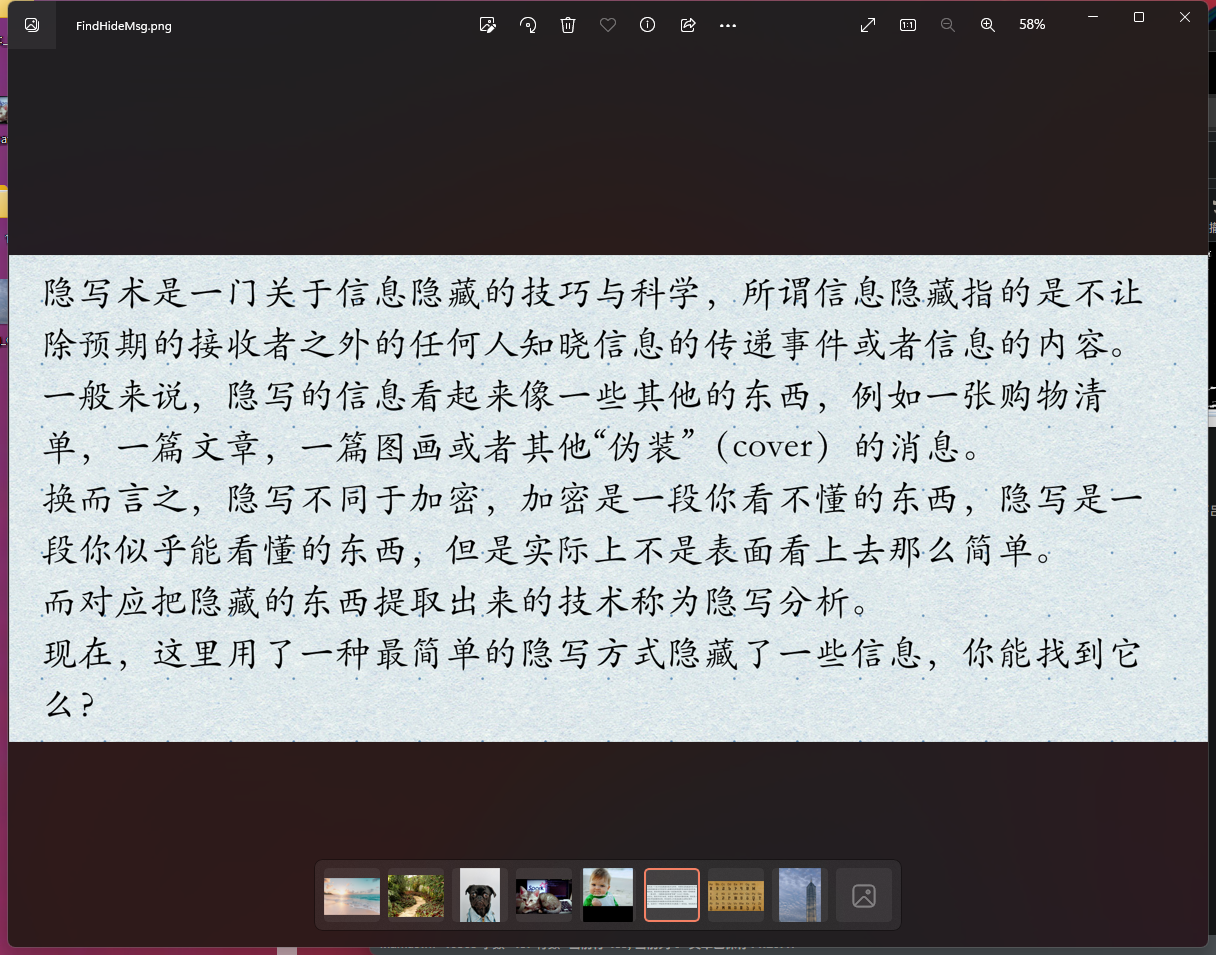 FindHideMsg.png
58%
隐写术是一门关于信息隐藏的技巧与科学，所谓信息隐藏指的是不让
除预期的接收者之外的任何人知晓信息的传递事件或者信息的内容。
一般来说，隐写的信息看起来像一些其他的东西，例如一张购物清
单，一篇文章，一篇图画或者其他“伪装”（cover）的消息。
换而言之，隐写不同于加密，加密是一段你看不懂的东西，隐写是一
段你似乎能看懂的东西，但是实际上不是表面看上去那么简单。
而对应把隐藏的东西提取出来的技术称为隐写分析。
现在，这里用了一种最简单的隐写方式隐藏了一些信息，你能找到它
么？